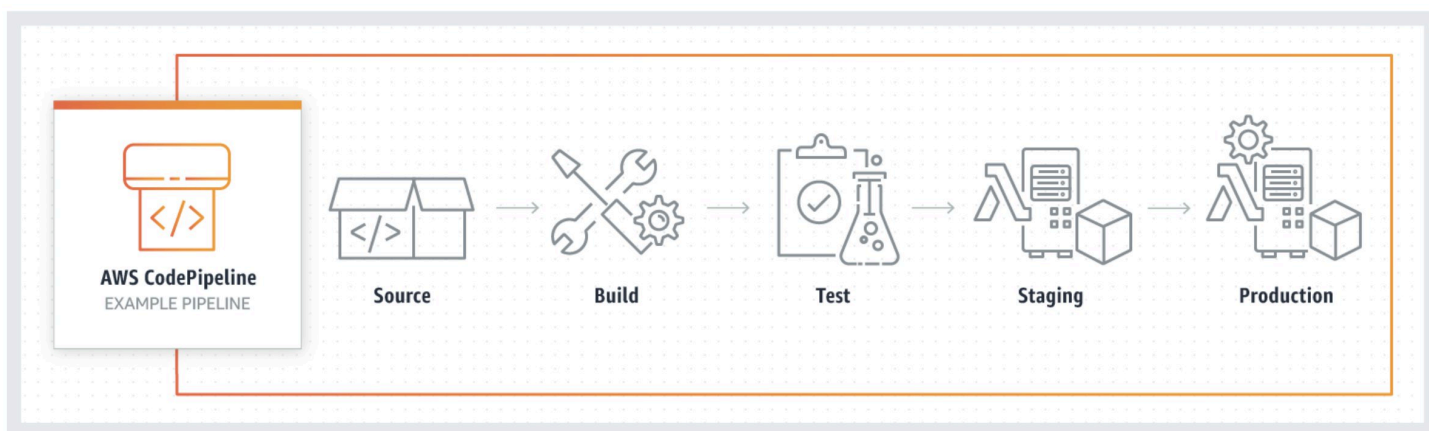 AWS CodePipeline
EXAMPLE PIPELINE
</>
</>
Source
Build
Test
Staging
Production